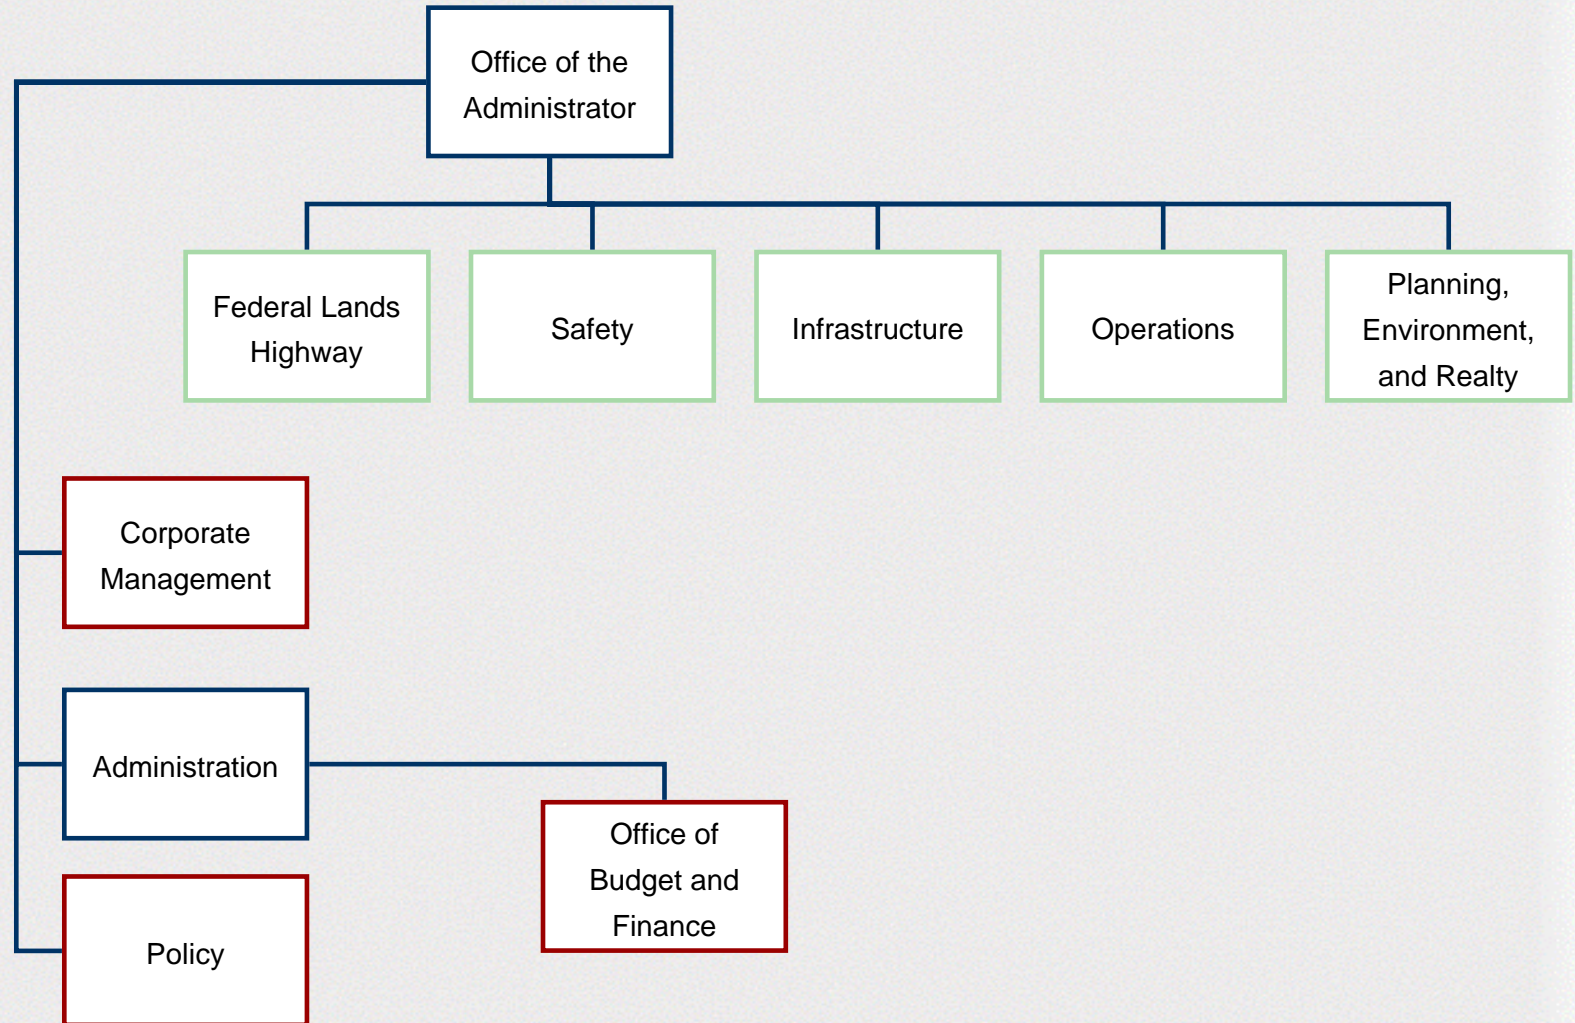 Office of the
Administrator
Federal Lands
Highway
Safety
Infrastructure
Operations
Planning,
Environment,
and Realty
Corporate
Management
Administration
Office of
Budget and
Finance
Policy